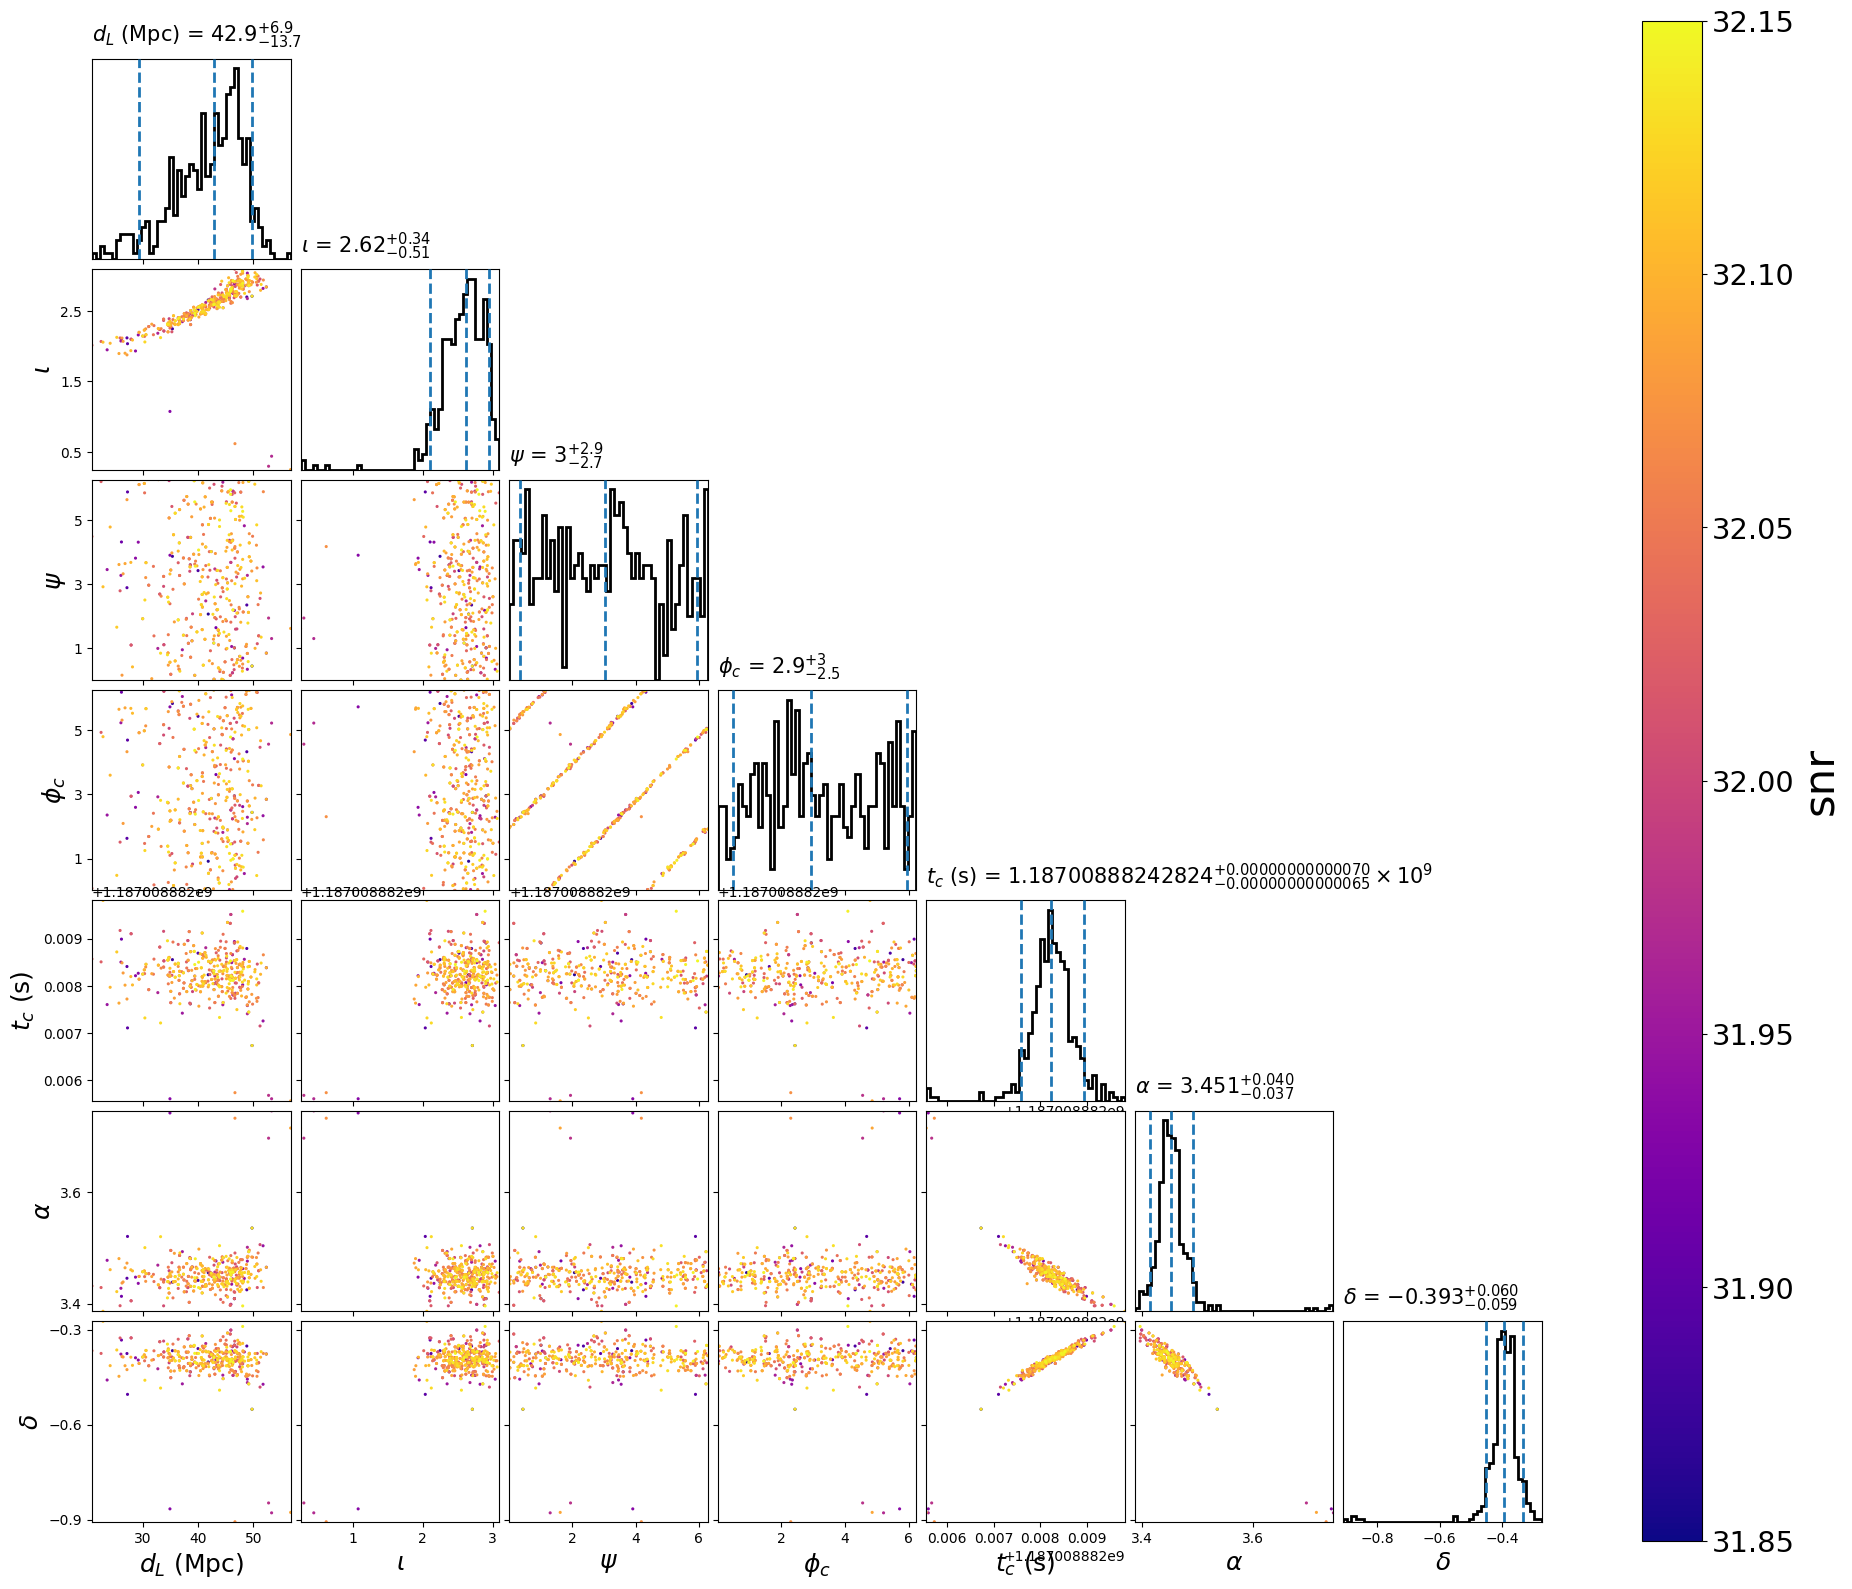 d_L (Mpc) = 42.9^{+6.9}_{-13.7}
32.15
ι = 2.62^{+0.34}_{-0.51}
2.5
ι
1.5
0.5
32.10
ψ = 3^{+2.9}_{-2.7}
5
ψ
3
1
32.05
ϕ_c = 2.9^{+3}_{-2.5}
5
ϕ_c
3
1
32.00
snr
t_c (s) = 1.18700888242824^{+0.00000000000070}_{-0.00000000000065} × 10^9
+1.187008882e9 +1.187008882e9 +1.187008882e9 +1.187008882e9
0.009
t_c (s)
0.008
0.007
0.006
31.95
α = 3.451^{+0.040}_{-0.037}
+1.187008882e9
α
3.6
3.4
31.90
δ = −0.393^{+0.060}_{-0.059}
+1.187008882e9
−0.3
δ
−0.6
−0.9
31.85
30 40 50 1 2 3 2 4 6 2 4 6 0.006 0.007 0.008 0.009 3.4 3.6 −0.8 −0.6 −0.4
+1.187008882e9
d_L (Mpc) ι ψ ϕ_c t_c (s) α δ